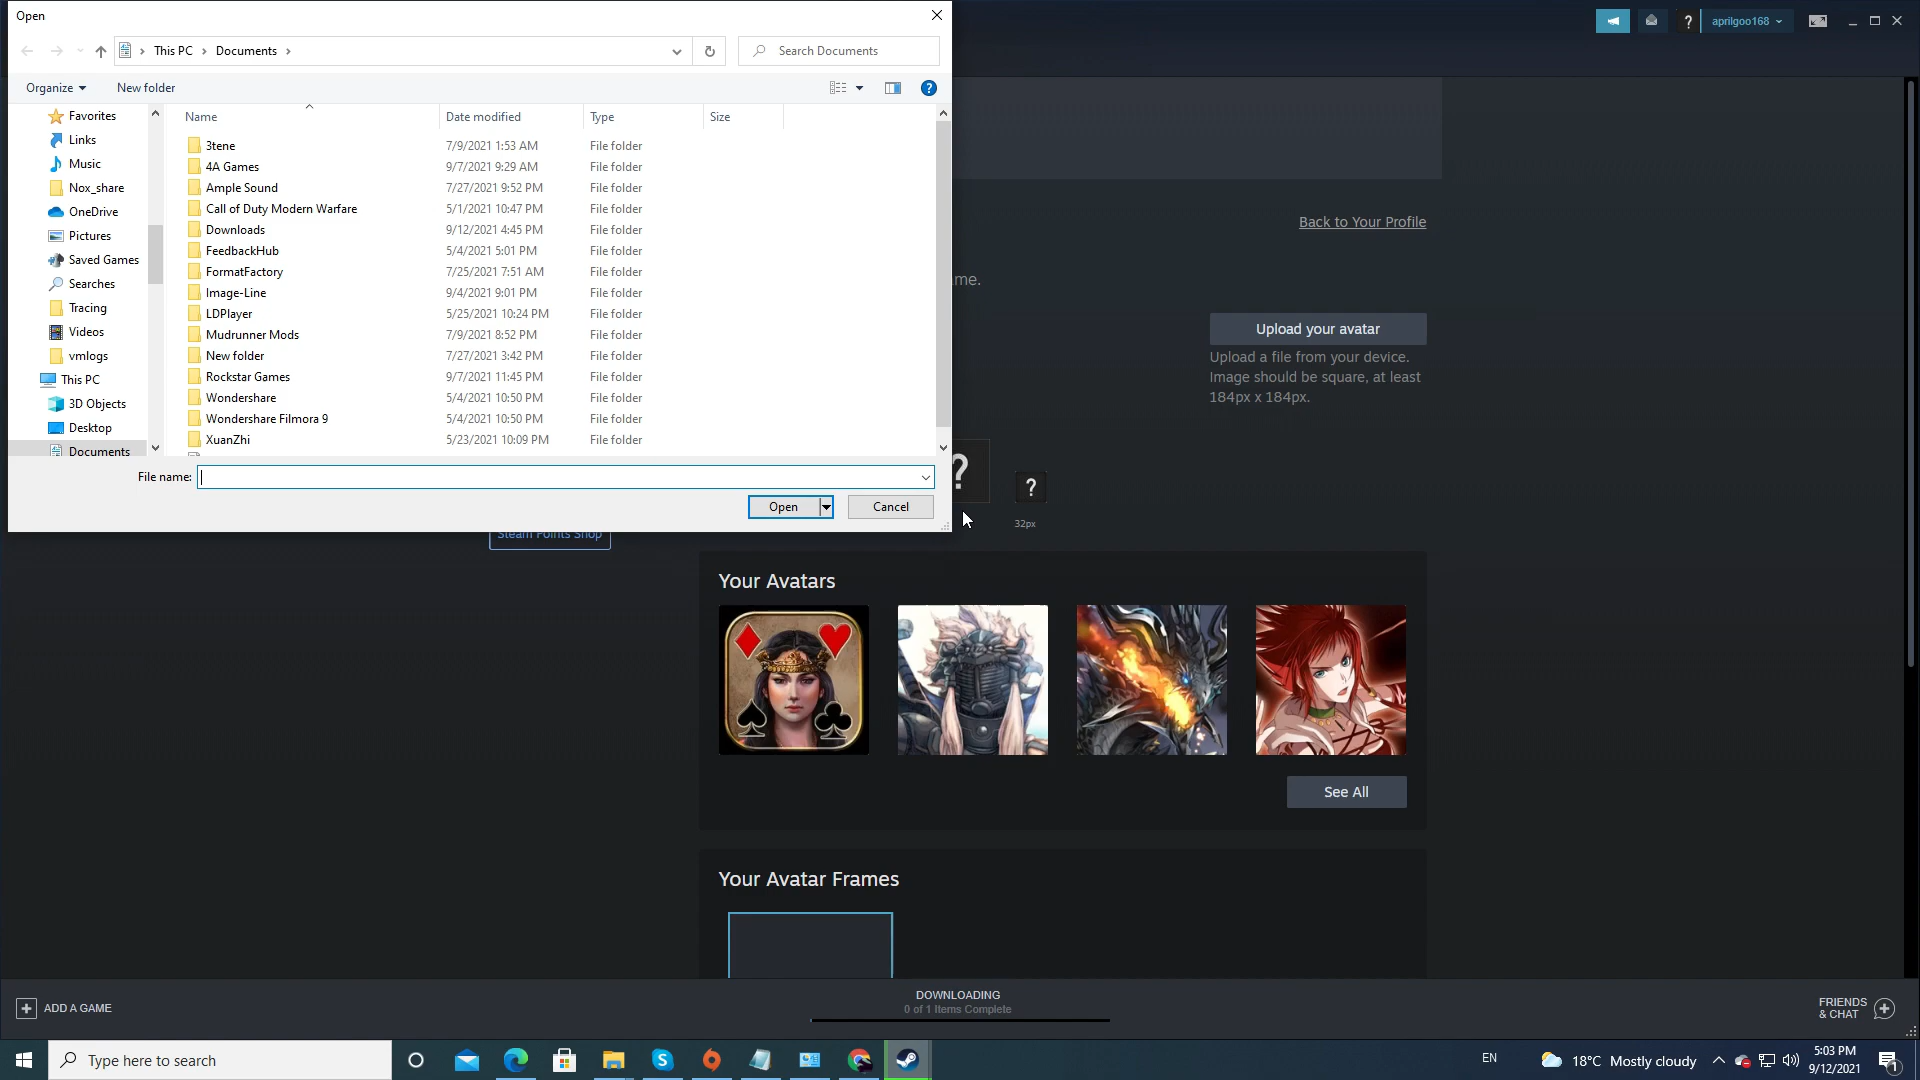 Open
This PC
Documents
Search Documents
Organize
New folder
?
Name
Date modified
Type
Size
Favorites
Links
Music
Nox_share
OneDrive
Pictures
Saved Games
Searches
Tracing
Videos
vmlogs
This PC
3D Objects
Desktop
Documents
3tene 7/9/2021 1:53 AM File folder
4A Games 9/7/2021 9:29 AM File folder
Ample Sound 7/27/2021 9:52 PM File folder
Call of Duty Modern Warfare 5/1/2021 10:47 PM File folder
Downloads 9/12/2021 4:45 PM File folder
FeedbackHub 5/4/2021 5:01 PM File folder
FormatFactory 7/25/2021 7:51 AM File folder
Image-Line 9/4/2021 9:01 PM File folder
LDPlayer 5/25/2021 10:24 PM File folder
Mudrunner Mods 7/9/2021 8:52 PM File folder
New folder 7/27/2021 3:42 PM File folder
Rockstar Games 9/7/2021 11:45 PM File folder
Wondershare 5/4/2021 10:50 PM File folder
Wondershare Filmora 9 5/4/2021 10:50 PM File folder
XuanZhi 5/23/2021 10:09 PM File folder
File name:
Open
Cancel
?
aprilgoo168
Back to Your Profile
me.
Upload your avatar
Upload a file from your device.
Image should be square, at least
184px x 184px.
?
?
32px
Steam Points Shop
Your Avatars
See All
Your Avatar Frames
ADD A GAME
DOWNLOADING
0 of 1 Items Complete
FRIENDS
& CHAT
Type here to search
EN
18°C Mostly cloudy
5:03 PM
9/12/2021
1